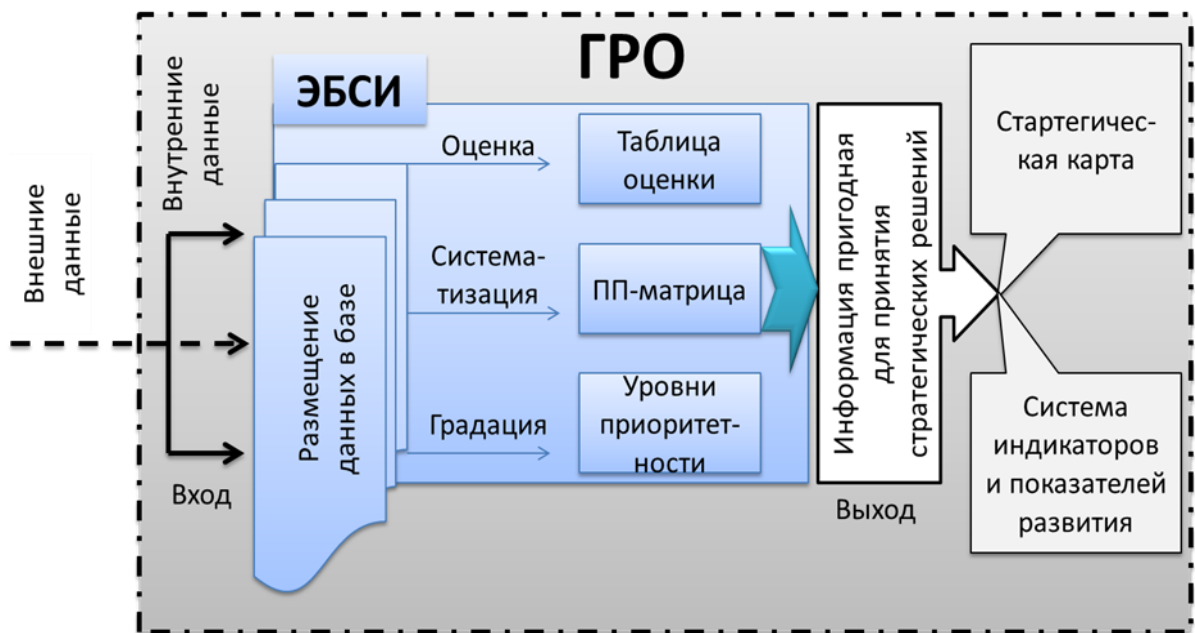 ГРО
ЭБСИ
Внешние
данные
Внутренние
данные
Вход
Размещение
данных в базе
Оценка
Система-
тизация
Градация
Таблица
оценки
ПП-матрица
Уровни
приоритет-
ности
Информация пригодная
для принятия
стратегических решений
Выход
Стартегичес-
кая карта
Система
индикаторов
и показателей
развития